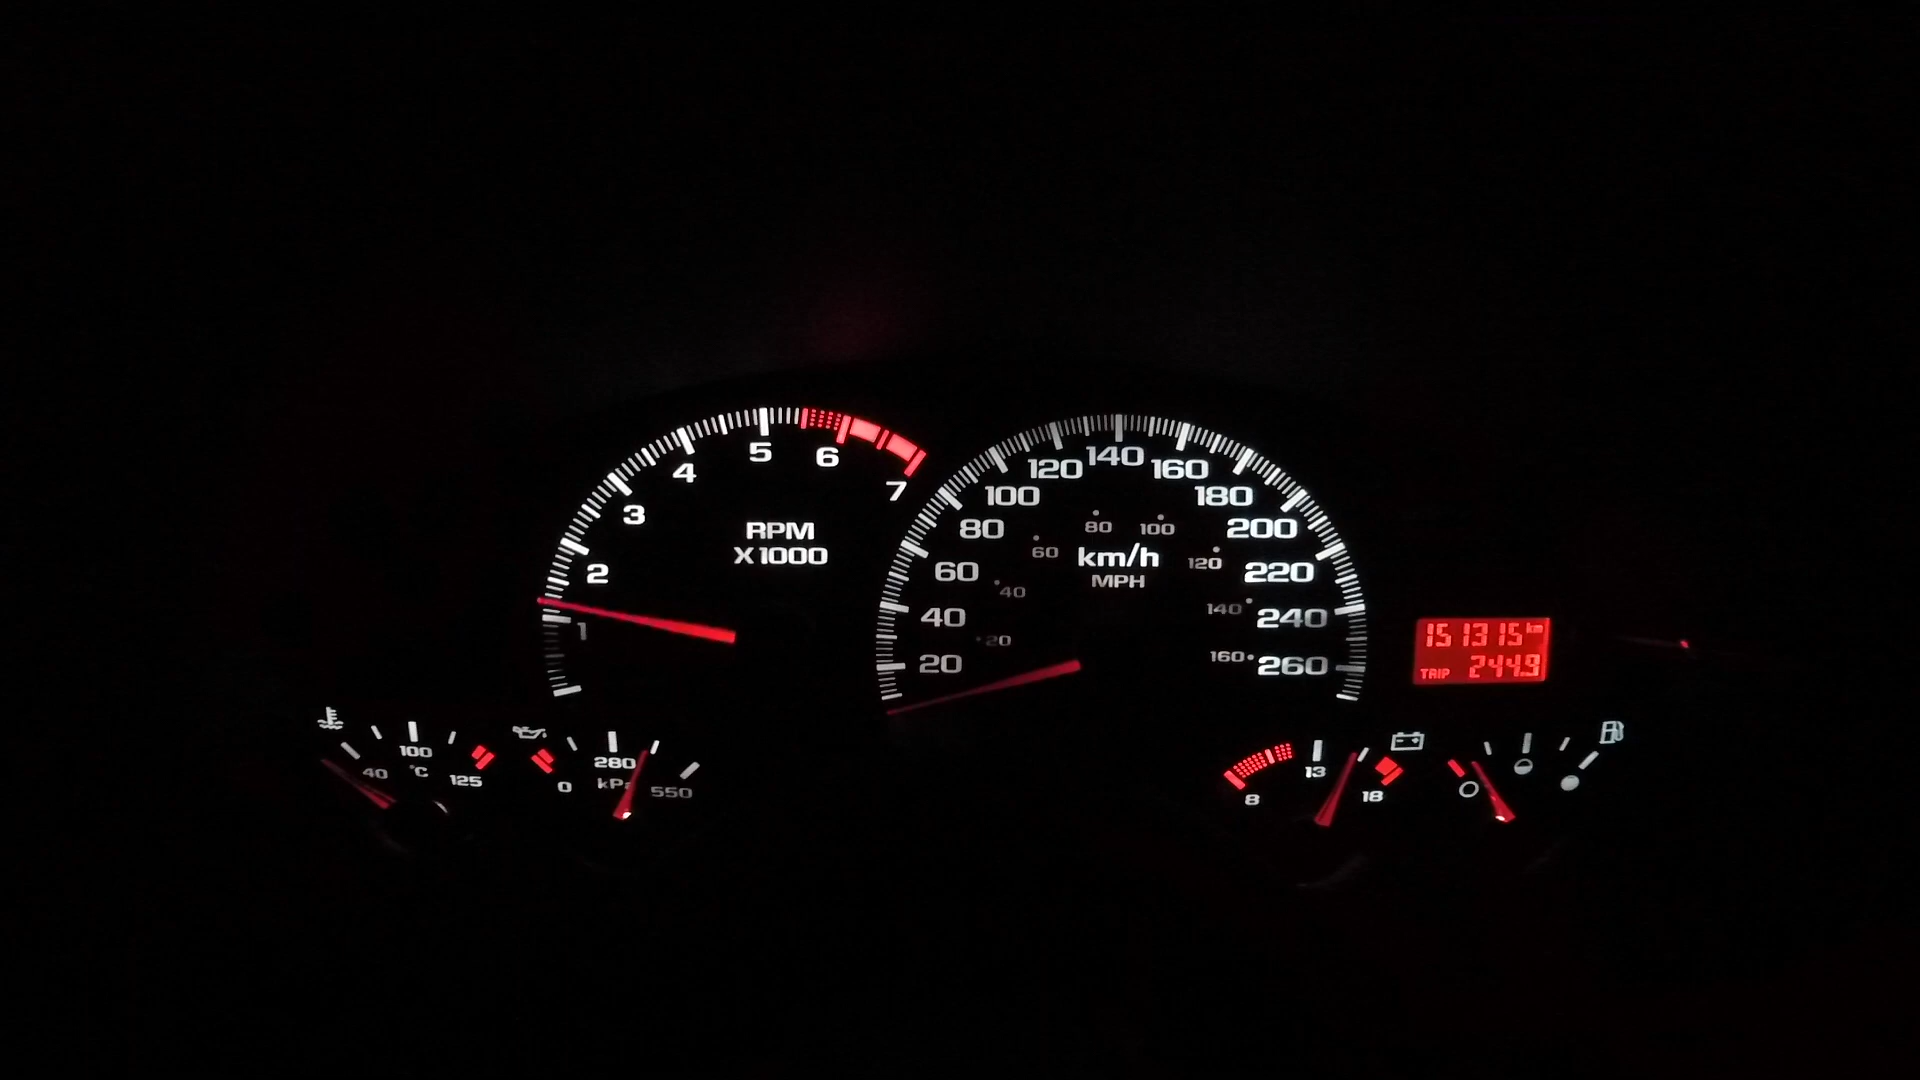 1 2 3 4 5 6 7
RPM
X1000
20 40 60 80 100 120 140 160 180 200 220 240 260
20 40 60 80 100 120 140 160
km/h
MPH
151315 km
TRIP 244.9
40 100 125
°C
0 280 550
kPa
8 13 18